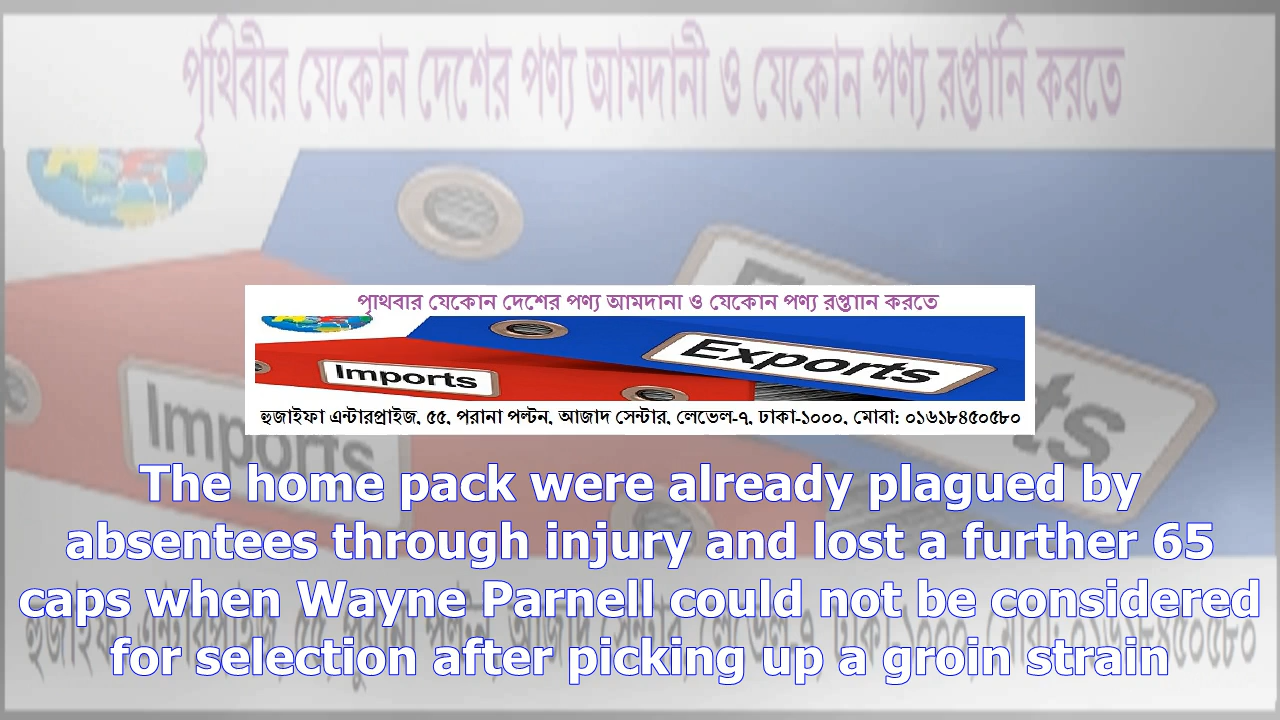 পৃথিবীর যেকোন দেশের পণ্য আমদানী ও যেকোন পণ্য রপ্তানি করতে
পৃথিবীর যেকোন দেশের পণ্য আমদানী ও যেকোন পণ্য রপ্তানি করতে
Exports
Imports
Imports
হুজাইফা এন্টারপ্রাইজ, ৫৫, পুরানা পল্টন, আজাদ সেন্টার, লেভেল-৭, ঢাকা-১০০০, মোবা: ০১৬১৮৪৫০৫৮০
The home pack were already plagued by
absentees through injury and lost a further 65
caps when Wayne Parnell could not be considered
for selection after picking up a groin strain